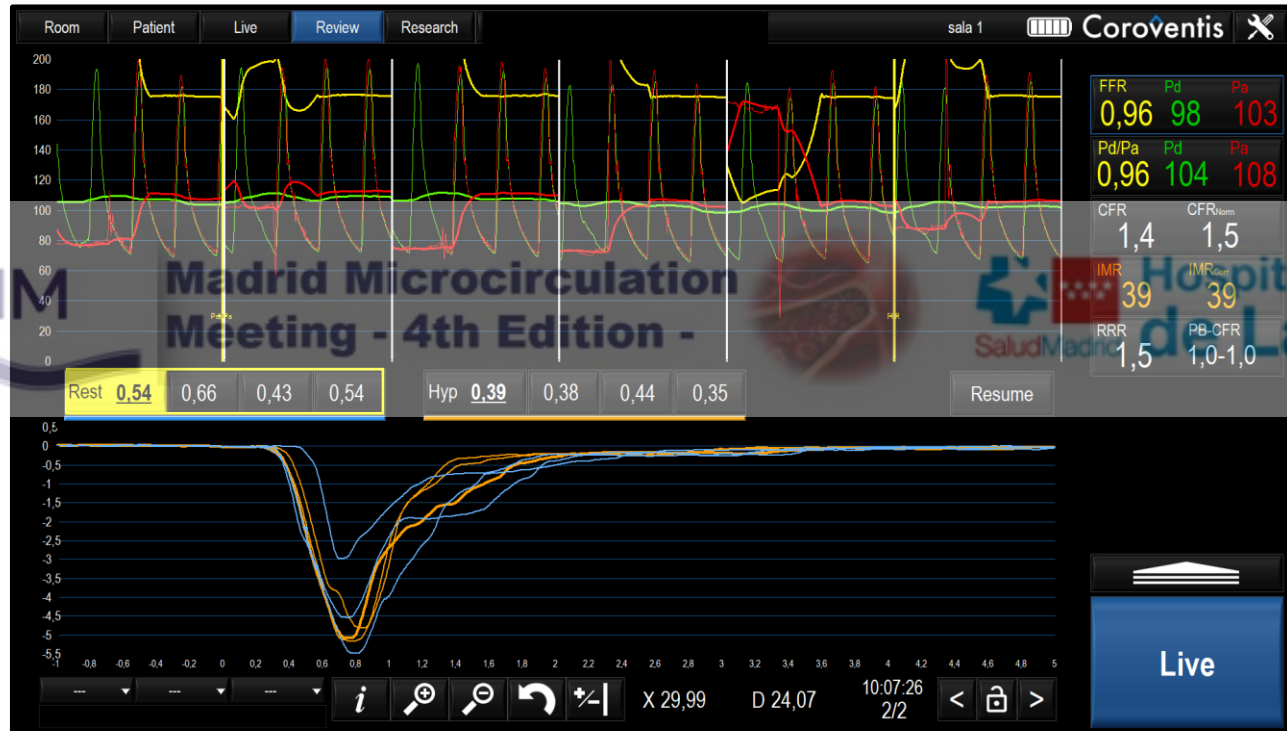 Room Patient Live Review Research sala 1 Coroventis
200
180
160
140
120
100
80
60
40
20
0
FFR Pd Pa
0,96 98 103
Pd/Pa Pd Pa
0,96 104 108
CFR CFRNorm
1,4 1,5
IMR IMRCorr
39 39
RRR PB-CFR
1,5 1,0-1,0
Pd/Pa
FFR
M Madrid Microcirculation
Meeting - 4th Edition -
SaludMadrid
Hospit
de L
Rest 0,54 0,66 0,43 0,54 Hyp 0,39 0,38 0,44 0,35 Resume
0,5
0
-0,5
-1
-1,5
-2
-2,5
-3
-3,5
-4
-4,5
-5
-5,5
-1 -0,8 -0,6 -0,4 -0,2 0 0,2 0,4 0,6 0,8 1 1,2 1,4 1,6 1,8 2 2,2 2,4 2,6 2,8 3 3,2 3,4 3,6 3,8 4 4,2 4,4 4,6 4,8 5
--- --- --- i X 29,99 D 24,07 10:07:26 < >
2/2
Live